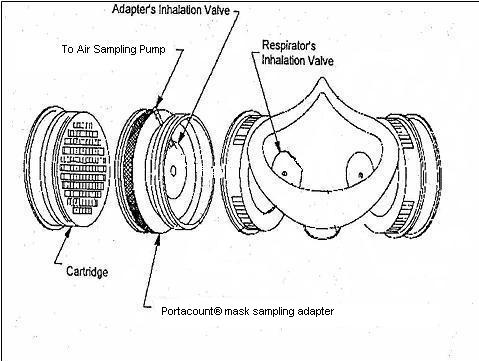 Adapter's Inhalation Valve
To Air Sampling Pump
Respirator's
Inhalation Valve
Cartridge
Portacount® mask sampling adapter